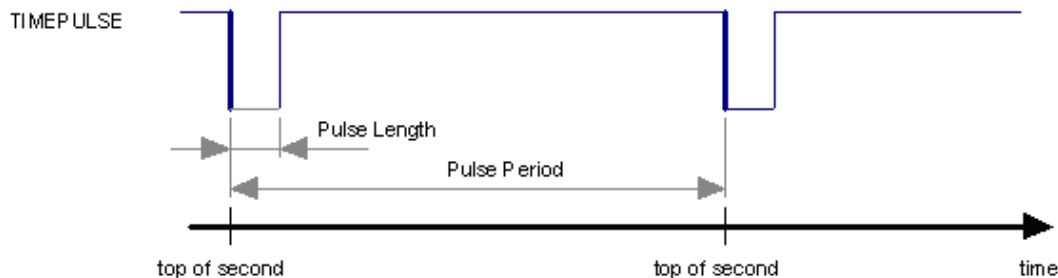 TIMEPULSE
Pulse Length
Pulse Period
top of second
top of second
time